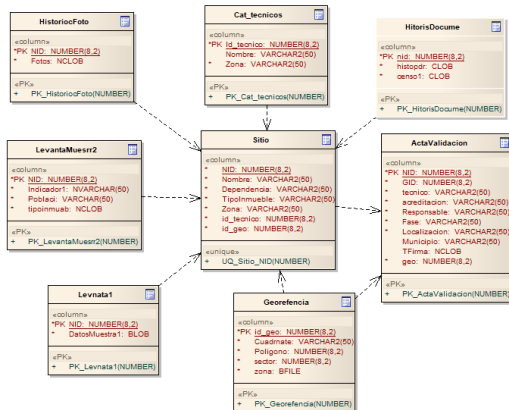 HistoriocFoto
«column»
*PK NID: NUMBER(8,2)
* Fotos: NCLOB
«PK»
+ PK_HistoriocFoto(NUMBER)
Cat_tecnicos
«column»
*PK Id_tecnico: NUMBER(8,2)
Nombre: VARCHAR2(50)
* Zona: VARCHAR2(50)
«PK»
+ PK_Cat_tecnicos(NUMBER)
HitorisDocume
«column»
*PK nid: NUMBER(8,2)
* histopdr: CLOB
* censo1: CLOB
«PK»
+ PK_HitorisDocume(NUMBER)
LevantaMuesrr2
«column»
*PK NID: NUMBER(8,2)
* Indicador1: NVARCHAR(50)
* Poblaci: VARCHAR2(50)
* tipoinmuab: NCLOB
«PK»
+ PK_LevantaMuesrr2(NUMBER)
Sitio
«column»
* NID: NUMBER(8,2)
* Nombre: VARCHAR2(50)
* Dependencia: VARCHAR2(50)
* TipoInmueble: VARCHAR2(50)
* Zona: VARCHAR2(50)
* id_tecnico: NUMBER(8,2)
* id_geo: NUMBER(8,2)
«unique»
+ UQ_Sitio_NID(NUMBER)
ActaValidacion
«column»
*PK NID: NUMBER(8,2)
* GID: NUMBER(8,2)
* tecnico: VARCHAR2(50)
* acreditacion: VARCHAR2(50)
* Responsable: VARCHAR2(50)
* Fase: VARCHAR2(50)
* Localizacion: VARCHAR2(50)
* Municipio: VARCHAR2(50)
TFirma: NCLOB
* geo: NUMBER(8,2)
«PK»
+ PK_ActaValidacion(NUMBER)
Levnata1
«column»
*PK NID: NUMBER(8,2)
* DatosMuestra1: BLOB
«PK»
+ PK_Levnata1(NUMBER)
Georefencia
«column»
*PK id_geo: NUMBER(8,2)
* Cuadrnate: VARCHAR2(50)
* Poligono: NUMBER(8,2)
* sector: NUMBER(8,2)
* zona: BFILE
«PK»
+ PK_Georefencia(NUMBER)